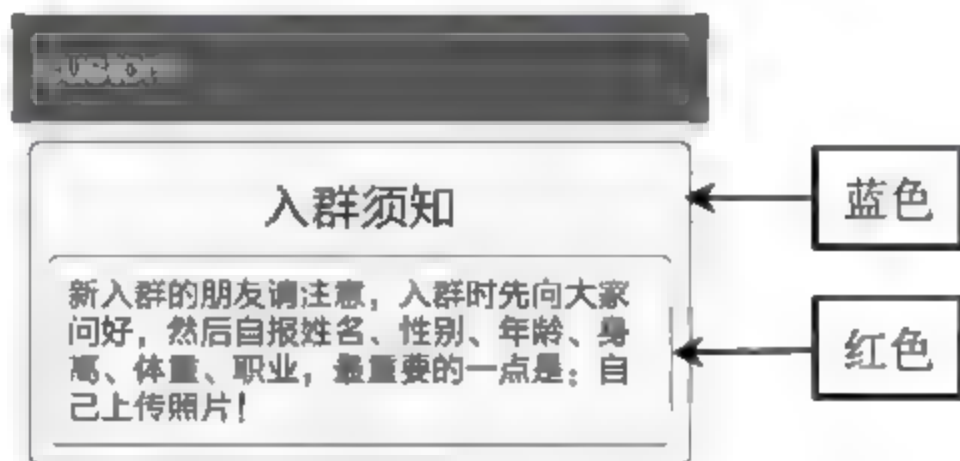 入群须知
蓝色
新入群的朋友请注意，入群时先向大家
问好，然后自报姓名、性别、年龄、身
高、体重、职业，最重要的一点是：自
己上传照片！
红色